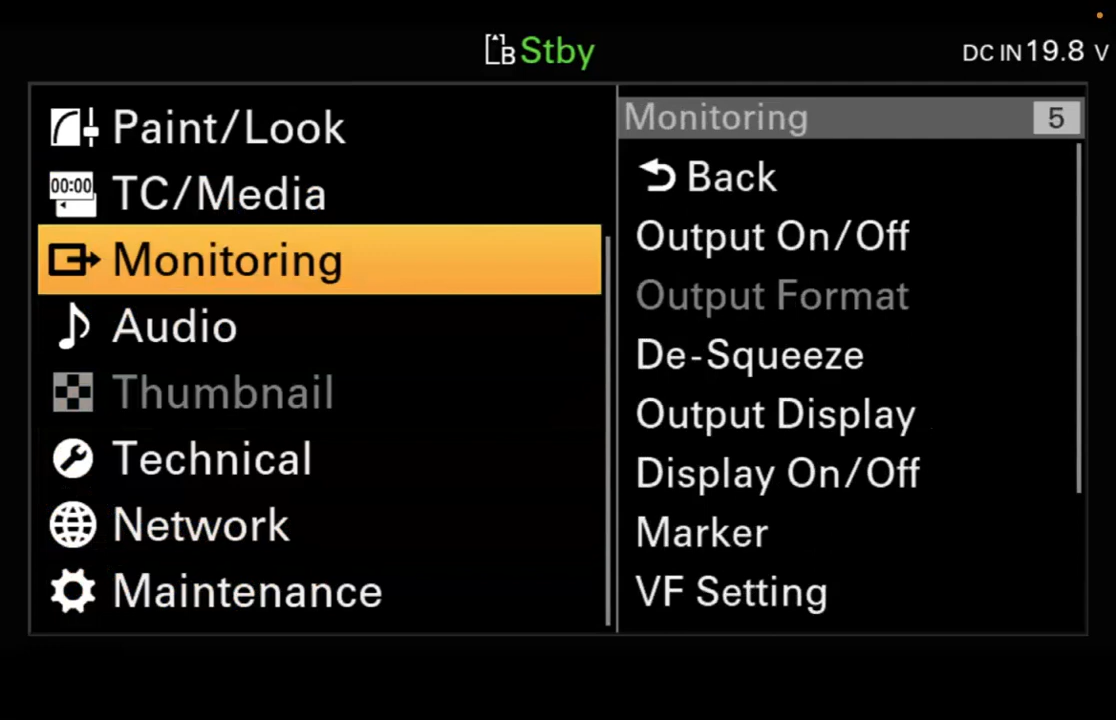 B Stby
DC IN 19.8 V
Paint/Look
00:00 TC/Media
Monitoring
Audio
Thumbnail
Technical
Network
Maintenance
Monitoring 5
Back
Output On/Off
Output Format
De-Squeeze
Output Display
Display On/Off
Marker
VF Setting